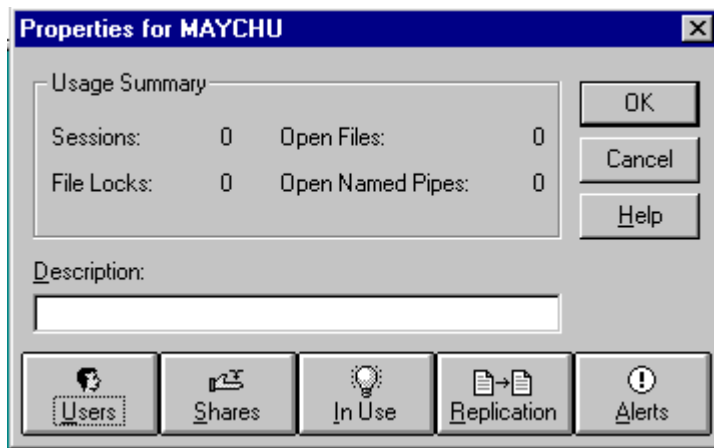 Properties for MAYCHU
Usage Summary
Sessions: 0 Open Files: 0
File Locks: 0 Open Named Pipes: 0
OK
Cancel
Help
Description:
Users Shares In Use Replication Alerts